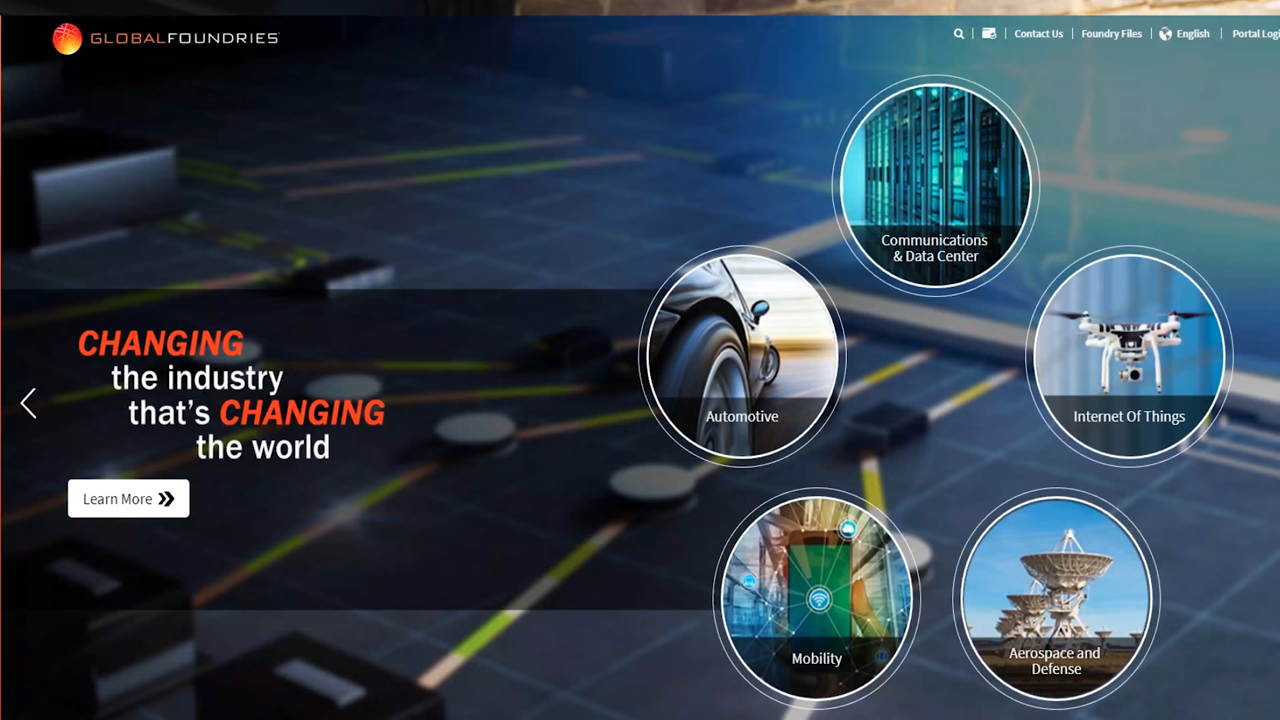 GLOBALFOUNDRIES
Contact Us
Foundry Files
English
Portal Logi
Communications
& Data Center
Automotive
Internet Of Things
CHANGING
the industry
that's CHANGING
the world
Learn More
Mobility
Aerospace and
Defense